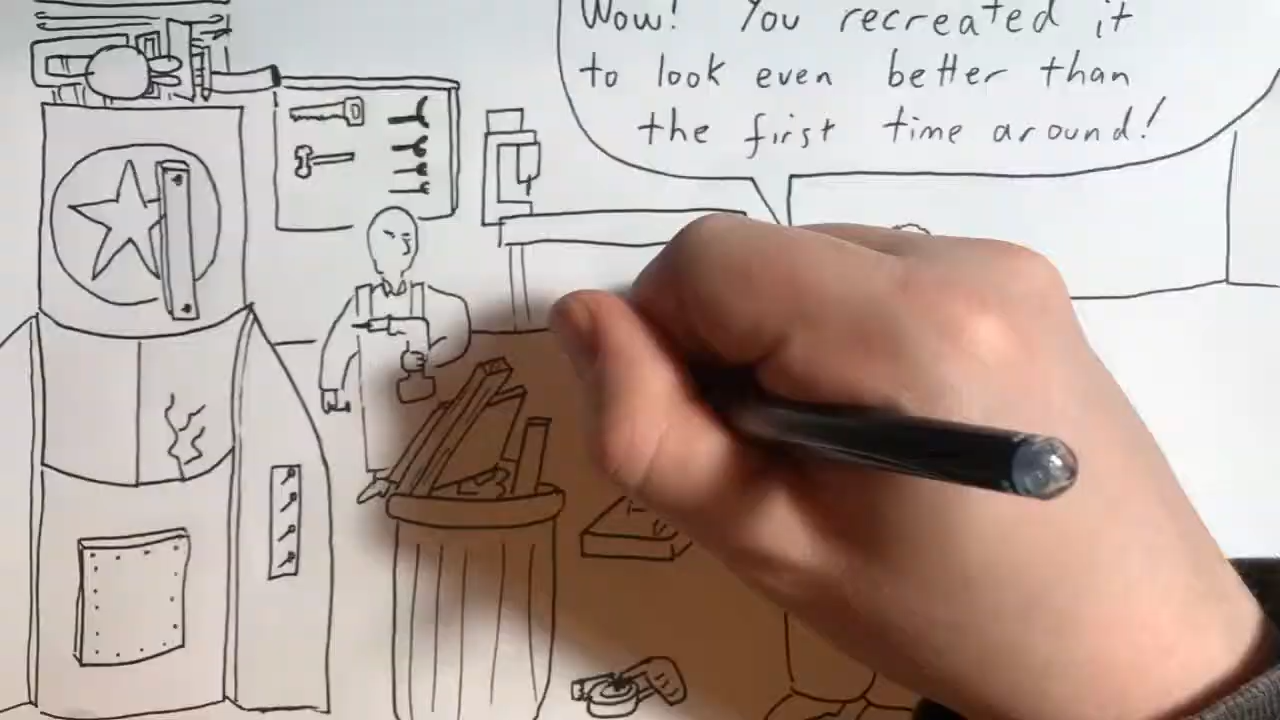 Wow! You recreated it
to look even better than
the first time around!